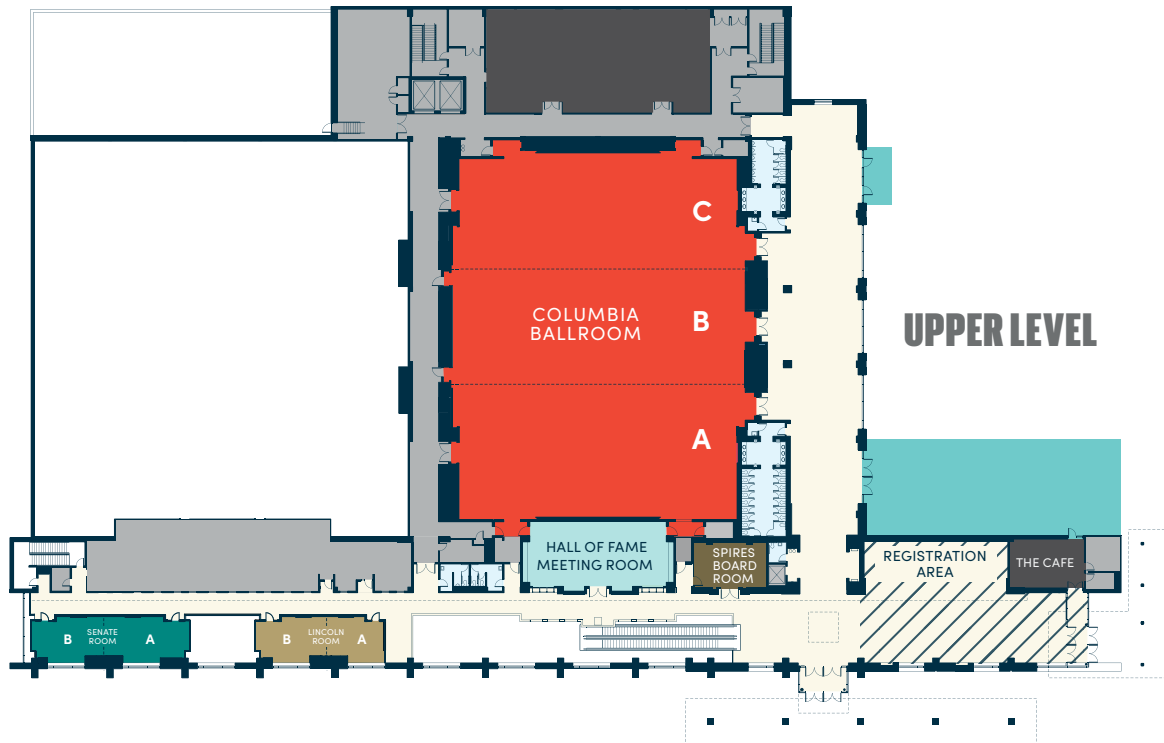 C
COLUMBIA
BALLROOM
B
UPPER LEVEL
A
HALL OF FAME
MEETING ROOM
SPIRES
BOARD
ROOM
REGISTRATION
AREA
THE CAFE
B
SENATE
ROOM
A
B
LINCOLN
ROOM
A